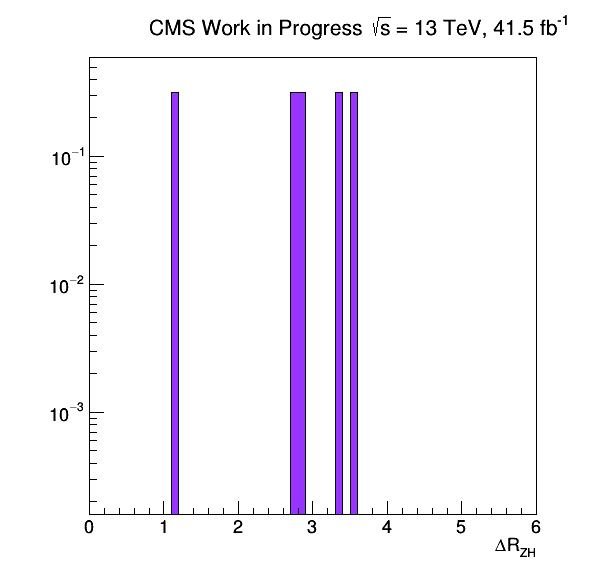 CMS Work in Progress √s = 13 TeV, 41.5 fb⁻¹
10⁻¹
10⁻²
10⁻³
0 1 2 3 4 5 6
ΔR_ZH